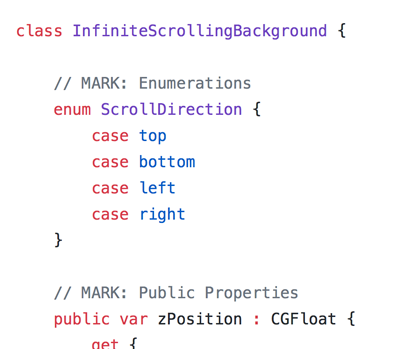 class InfiniteScrollingBackground {
// MARK: Enumerations
enum ScrollDirection {
case top
case bottom
case left
case right
}
// MARK: Public Properties
public var zPosition : CGFloat {
get {